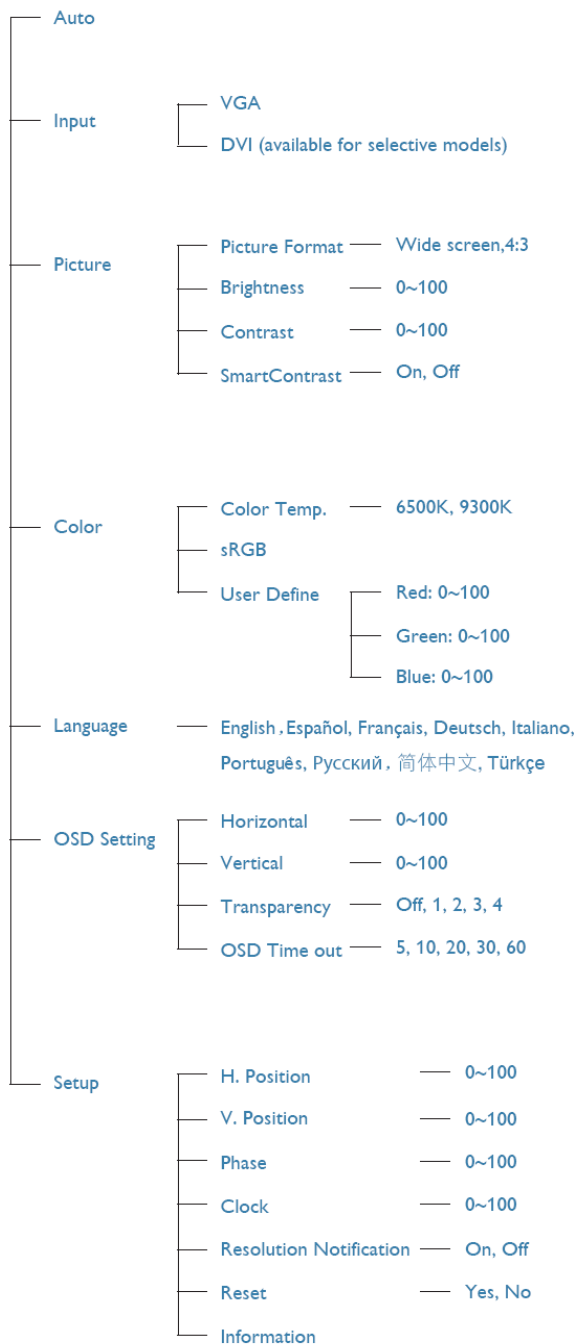 Auto
Input
VGA
DVI (available for selective models)
Picture
Picture Format Wide screen,4:3
Brightness 0~100
Contrast 0~100
SmartContrast On, Off
Color
Color Temp. 6500K, 9300K
sRGB
User Define Red: 0~100
Green: 0~100
Blue: 0~100
Language English，Español, Français, Deutsch, Italiano,
Português, Русский，简体中文, Türkçe
OSD Setting
Horizontal 0~100
Vertical 0~100
Transparency Off, 1, 2, 3, 4
OSD Time out 5, 10, 20, 30, 60
Setup
H. Position 0~100
V. Position 0~100
Phase 0~100
Clock 0~100
Resolution Notification On, Off
Reset Yes, No
Information